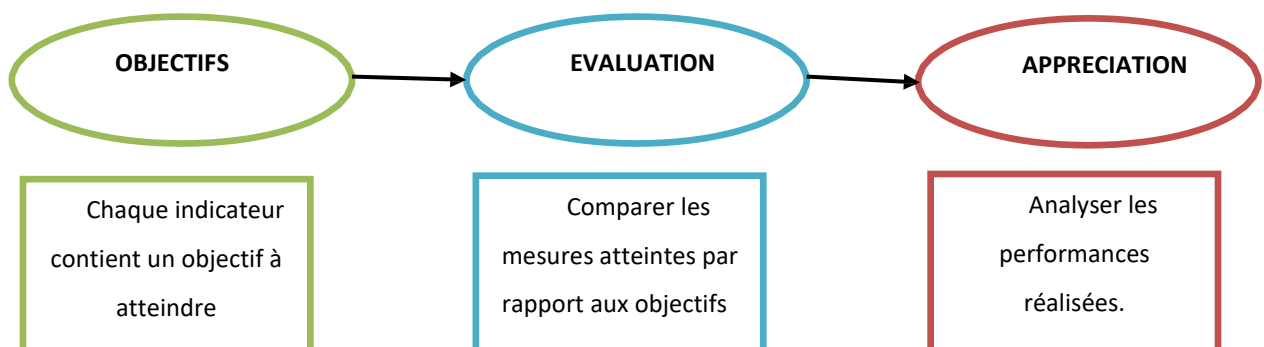 OBJECTIFS
EVALUATION
APPRECIATION
Chaque indicateur
contient un objectif à
atteindre
Comparer les
mesures atteintes par
rapport aux objectifs
Analyser les
performances
réalisées.